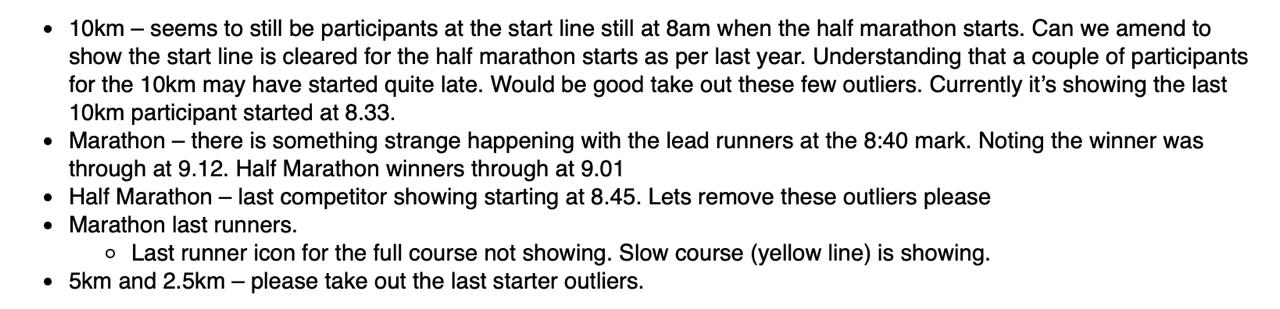 • 10km – seems to still be participants at the start line still at 8am when the half marathon starts. Can we amend to
show the start line is cleared for the half marathon starts as per last year. Understanding that a couple of participants
for the 10km may have started quite late. Would be good take out these few outliers. Currently it’s showing the last
10km participant started at 8.33.
• Marathon – there is something strange happening with the lead runners at the 8:40 mark. Noting the winner was
through at 9.12. Half Marathon winners through at 9.01
• Half Marathon – last competitor showing starting at 8.45. Lets remove these outliers please
• Marathon last runners.
o Last runner icon for the full course not showing. Slow course (yellow line) is showing.
• 5km and 2.5km – please take out the last starter outliers.